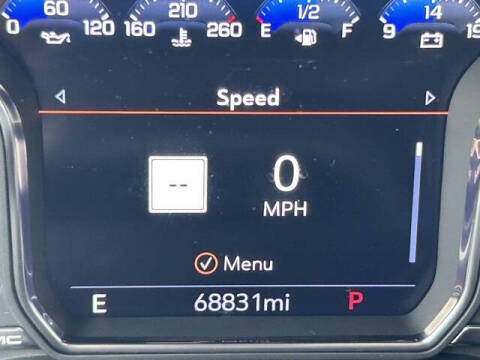 0 60 120 160 210 260 E 1/2 F 9 14
Speed
--
0
MPH
Menu
E 68831mi P